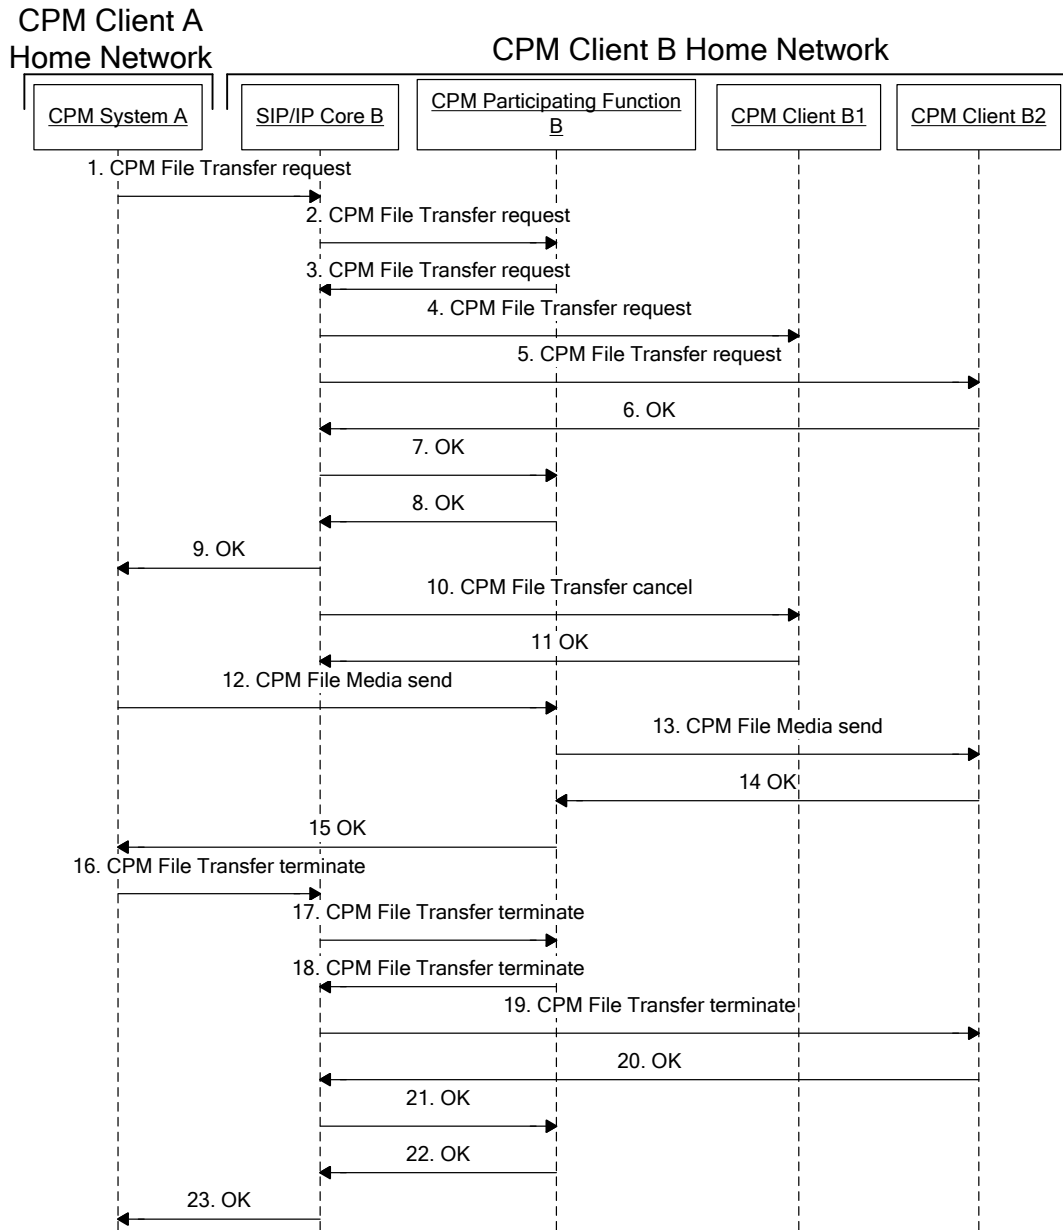 CPM Client A
Home Network
CPM Client B Home Network
CPM System A
SIP/IP Core B
CPM Participating Function
B
CPM Client B1
CPM Client B2
1. CPM File Transfer request
2. CPM File Transfer request
3. CPM File Transfer request
4. CPM File Transfer request
5. CPM File Transfer request
6. OK
7. OK
8. OK
9. OK
10. CPM File Transfer cancel
11 OK
12. CPM File Media send
13. CPM File Media send
14 OK
15 OK
16. CPM File Transfer terminate
17. CPM File Transfer terminate
18. CPM File Transfer terminate
19. CPM File Transfer terminate
20. OK
21. OK
22. OK
23. OK